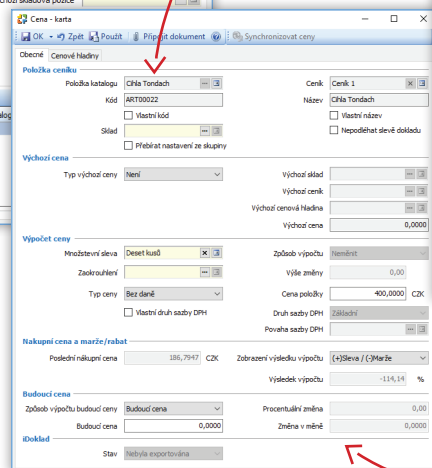 skladová pozice
Cena - karta
OK Zpět Použít Připojit dokument Synchronizovat ceny
Obecné Cenové hladiny
Položka ceníku
Položka katalogu Cihla Tondach Ceník Ceník 1
Kód ART00022 Název Cihla Tondach
Vlastní kód Vlastní název
Sklad Nepodléhat slevě dokladu
Přebírat nastavení ze skupiny
Výchozí cena
Typ výchozí ceny Není Výchozí sklad
Výchozí ceník
Výchozí cenová hladina
Výchozí cena 0,0000
Výpočet ceny
Množstevní sleva Deset kusů Způsob výpočtu Neměnit
Zaokrouhlení Výše změny 0,00
Typ ceny Bez daně Cena položky 400,0000 CZK
Vlastní druh sazby DPH Druh sazby DPH Základní
Povaha sazby DPH
Nákupní cena a marže/rabat
Poslední nákupní cena 186,7947 CZK Zobrazení výsledku výpočtu (+)Sleva / (-)Marže
Výsledek výpočtu -114,14 %
Budoucí cena
Způsob výpočtu budoucí ceny Budoucí cena Procentuální změna 0,00
Budoucí cena 0,0000 Změna v měně 0,0000
iDoklad
Stav Nebyla exportována